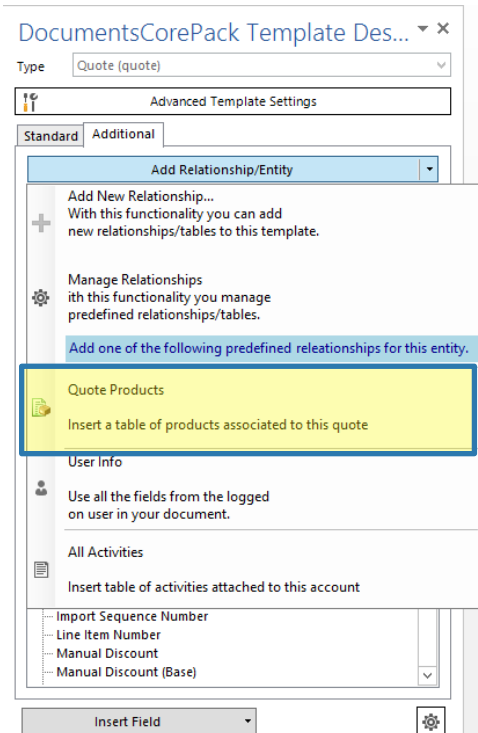 DocumentsCorePack Template Des...
Type Quote (quote)
Advanced Template Settings
Standard Additional
Add Relationship/Entity
Add New Relationship...
With this functionality you can add
new relationships/tables to this template.
Manage Relationships
ith this functionality you manage
predefined relationships/tables.
Add one of the following predefined releationships for this entity.
Quote Products
Insert a table of products associated to this quote
User Info
Use all the fields from the logged
on user in your document.
All Activities
Insert table of activities attached to this account
Import Sequence Number
Line Item Number
Manual Discount
Manual Discount (Base)
Insert Field